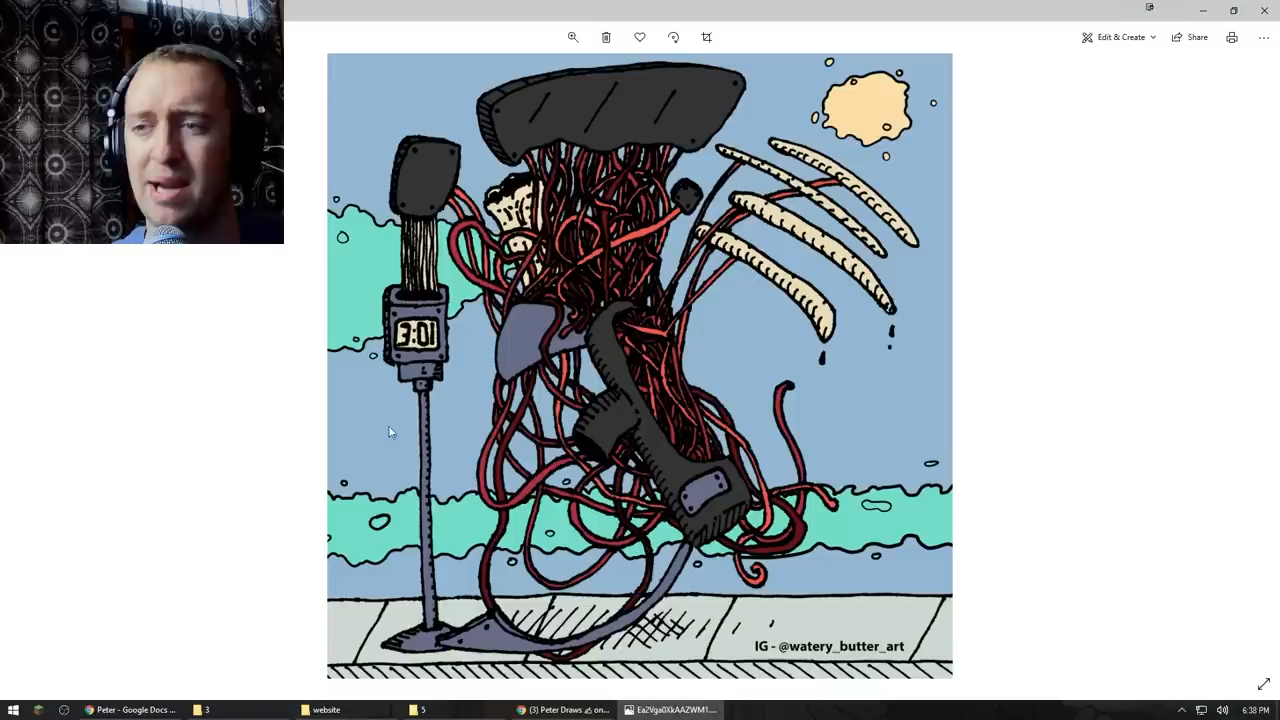 Edit & Create
Share
3:01
IG - @watery_butter_art
Peter - Google Docs ...
3
website
5
(3) Peter Draws ✍ on...
Ea2Vga0XkAAZWM1....
6:38 PM